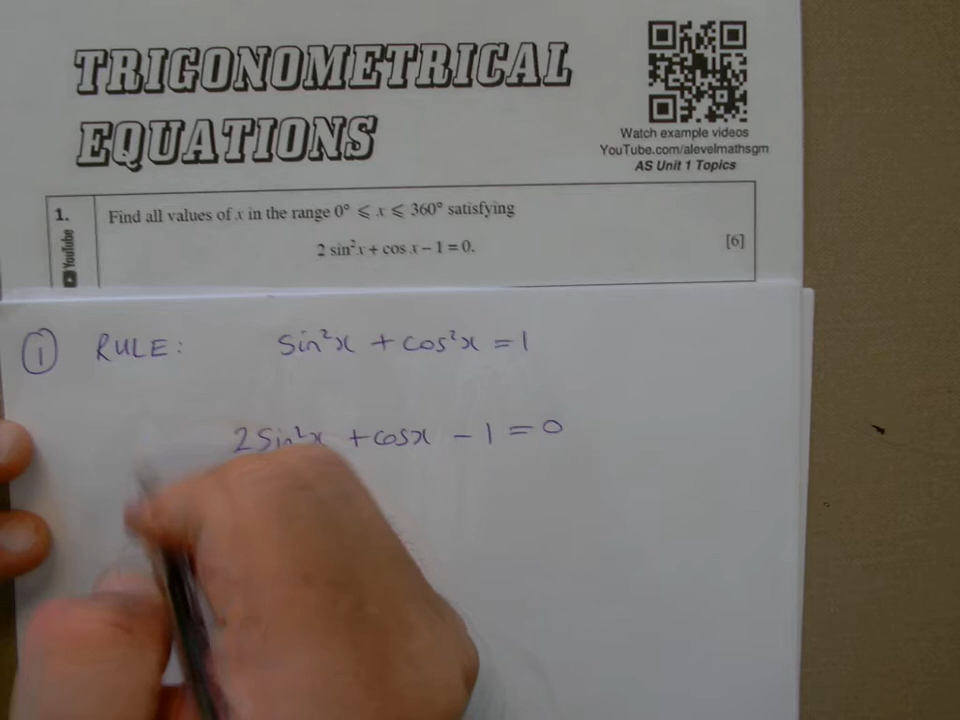 TRIGONOMETRICAL
EQUATIONS
Watch example videos
YouTube.com/alevelmathsgm
AS Unit 1 Topics
1.
YouTube
Find all values of x in the range 0° ⩽ x ⩽ 360° satisfying
2 sin²x + cos x − 1 = 0.
[6]
① RULE: Sin²x + cos²x = 1
2Sin²x + cosx − 1 = 0